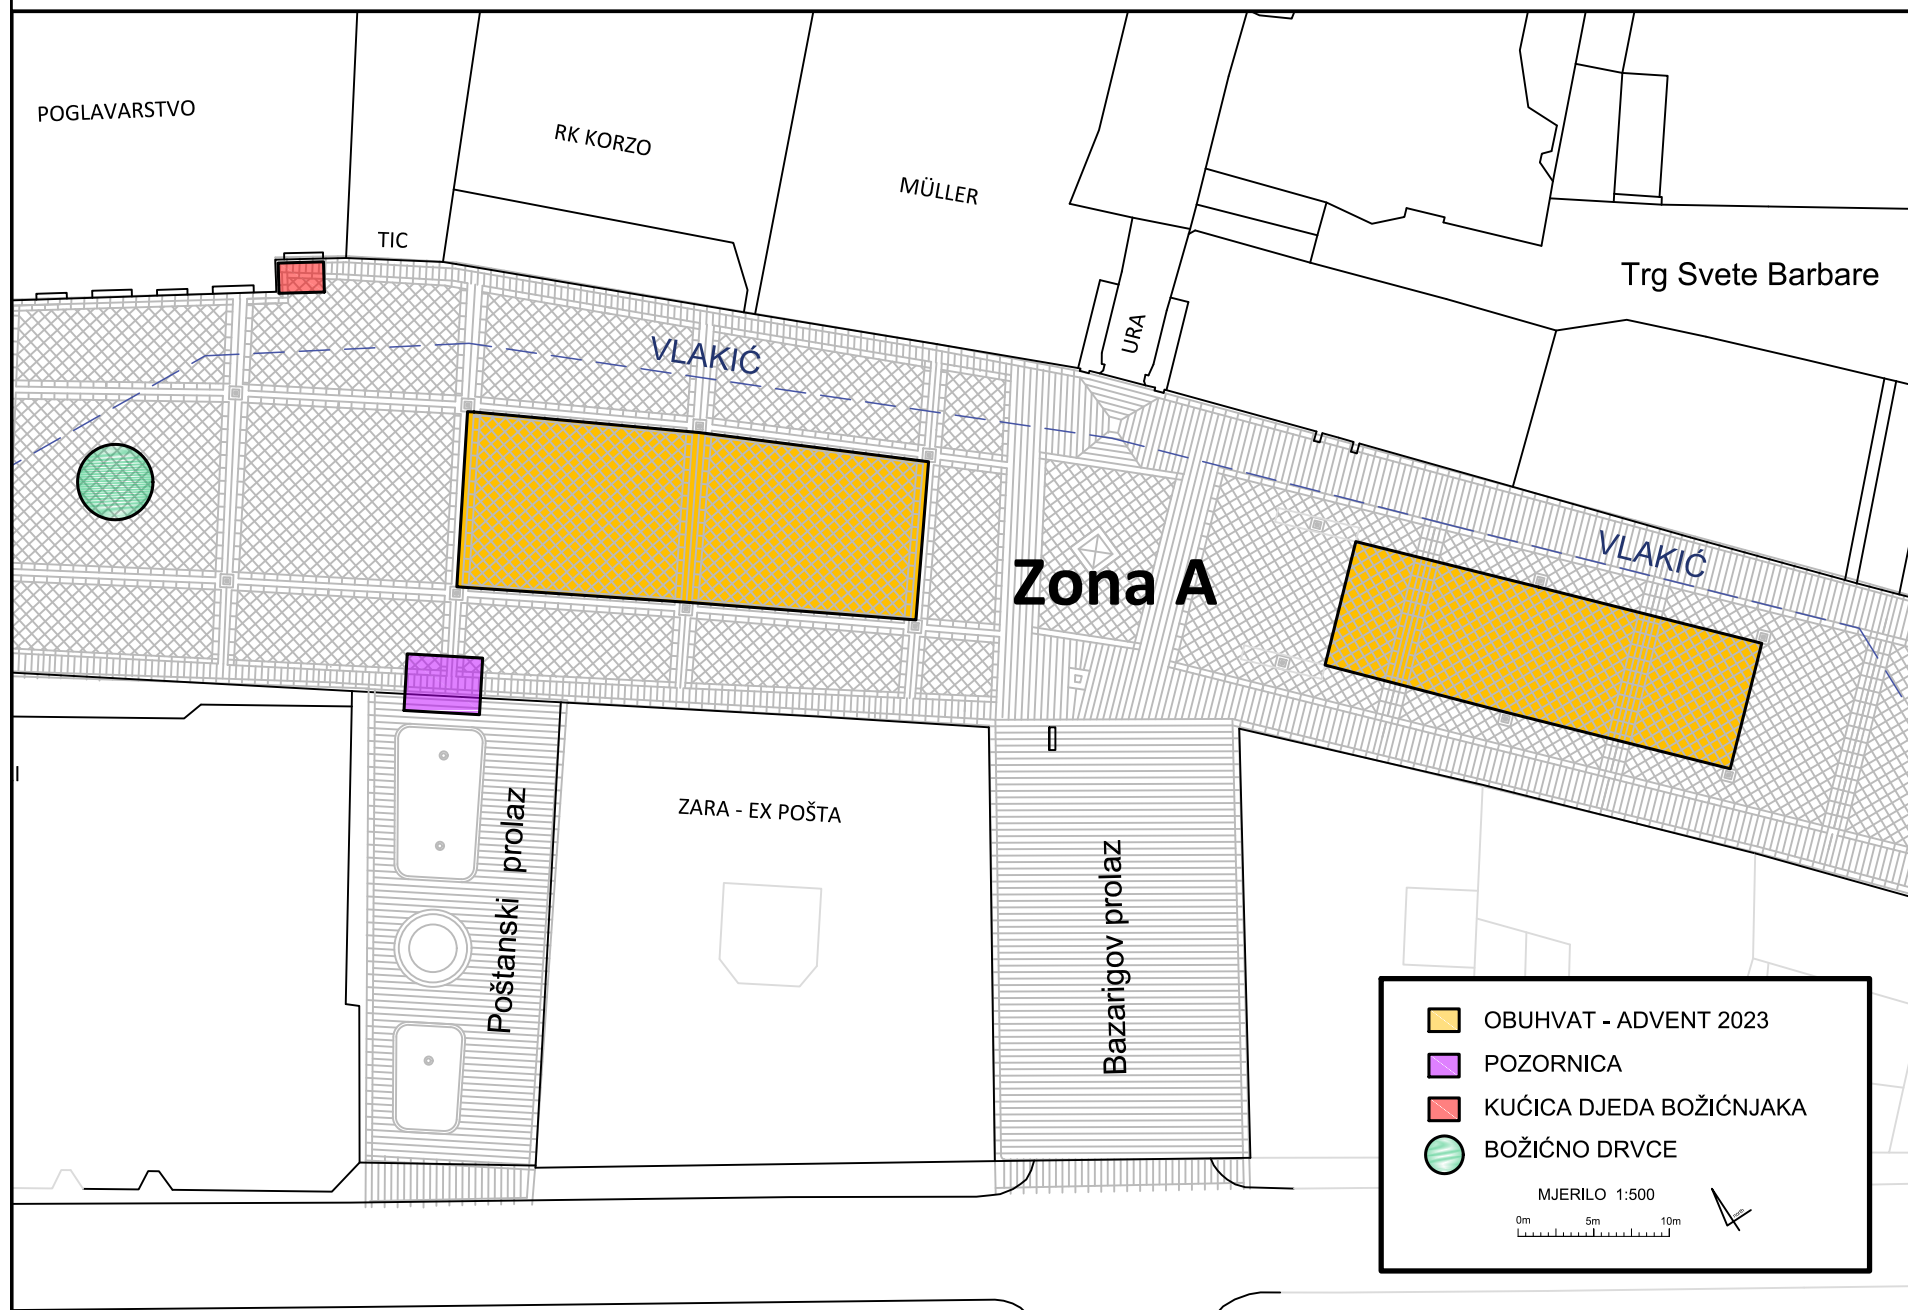 POGLAVARSTVO
RK KORZO
MÜLLER
TIC
URA
Trg Svete Barbare
VLAKIĆ
VLAKIĆ
Zona A
I
ZARA - EX POŠTA
Poštanski prolaz
Bazarigov prolaz
OBUHVAT - ADVENT 2023
POZORNICA
KUĆICA DJEDA BOŽIĆNJAKA
BOŽIĆNO DRVCE
MJERILO 1:500
0m 5m 10m
north